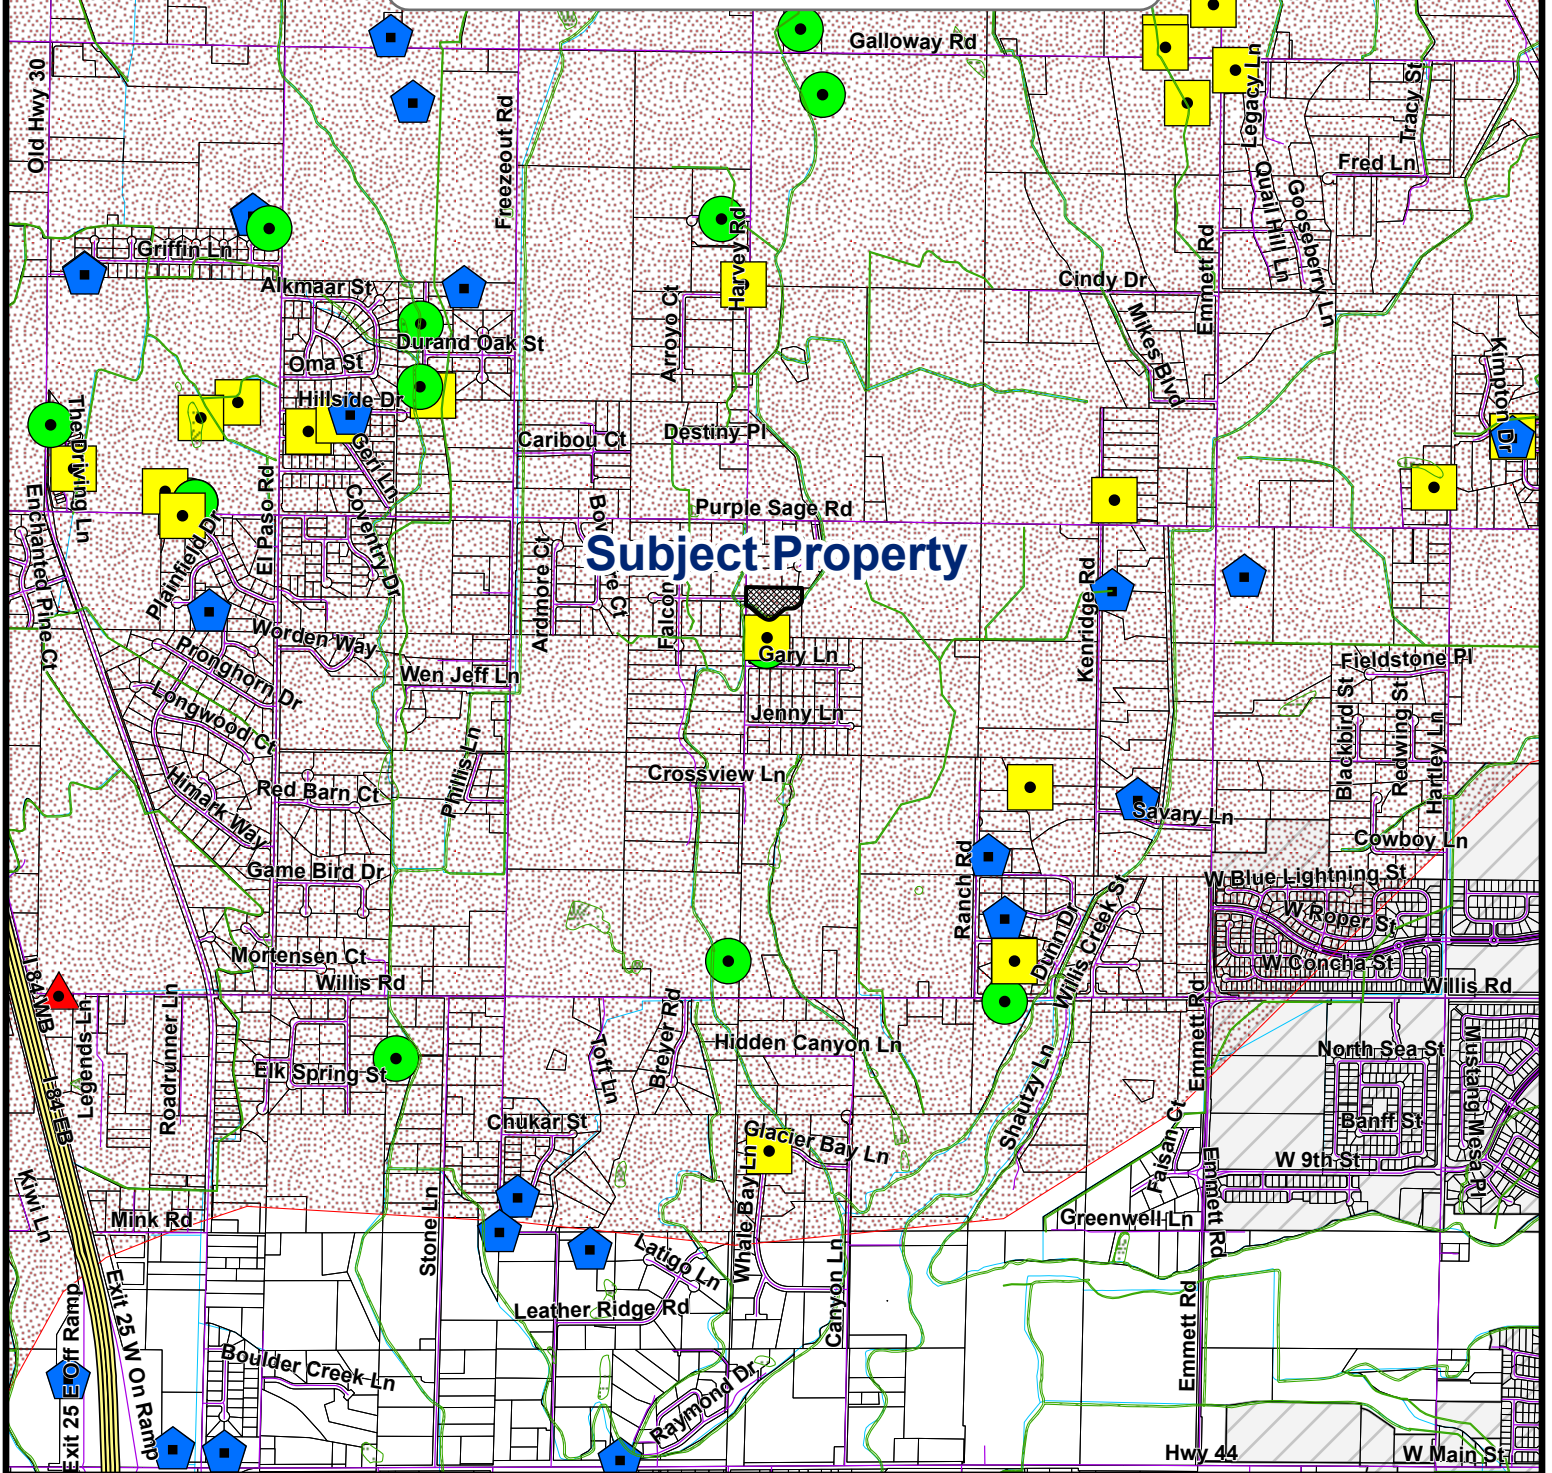 Galloway Rd
Old Hwy 30
Freezeout Rd
Legacy Ln
Tracy St
Fred Ln
Quail Hill Ln
Gooseberry Ln
Griffin Ln
Harvey Rd
Emmett Rd
Cindy Dr
Alkmaar St
Arroyo Ct
Mikes Blvd
Durand Oak St
Oma St
Kimpton Dr
Hillside Dr
The Driving Ln
Geri Ln
Caribou Ct
Destiny Pl
El Paso Rd
Coventry Dr
Purple Sage Rd
Enchanted Pine Ct
Plainfield Dr
Ardmore Ct
Subject Property
Falcon
Kenridge Rd
Worden Way
Pronghorn Dr
Wen Jeff Ln
Gary Ln
Fieldstone Pl
Longwood Ct
Jenny Ln
Blackbird St
Redwing St
Hartley Ln
Phillis Ln
Crossview Ln
Himark Way
Red Barn Ct
Savary Ln
Cowboy Ln
Game Bird Dr
Ranch Rd
W Blue Lightning St
W Roper St
Dunn Dr
Willis Creek St
Mortensen Ct
W Concha St
Willis Rd
Willis Rd
I 84 WB
Legends Ln
Roadrunner Ln
Toft Ln
Breyer Rd
Hidden Canyon Ln
Emmett Rd
North Sea St
Mustang Mesa Pl
Elk Spring St
Shautzy Ln
I 84 EB
Chukar St
Glacier Bay Ln
Faisan Ct
Banff St
W 9th St
Kiwi Ln
Mink Rd
Stone Ln
Whale Bay Ln
Greenwell Ln
Emmett Rd
Latigo Ln
Canyon Ln
Leather Ridge Rd
Emmett Rd
Exit 25 E Off Ramp
Exit 25 W On Ramp
Boulder Creek Ln
Raymond Dr
Hwy 44
W Main St